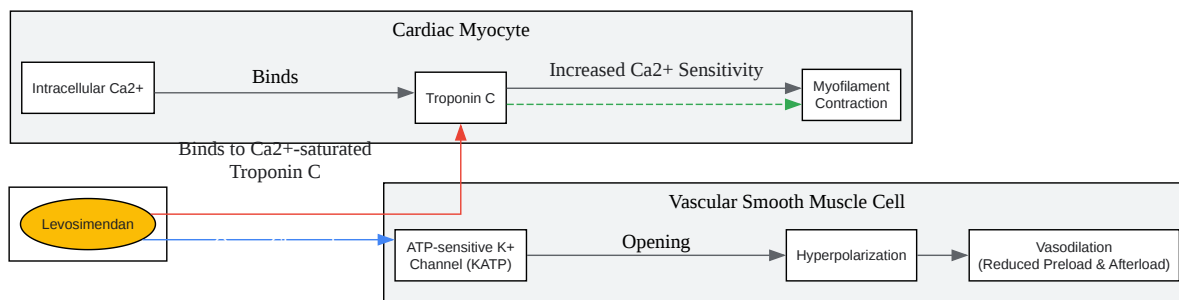 Cardiac Myocyte
Intracellular Ca2+
Binds
Troponin C
Increased Ca2+ Sensitivity
Myofilament
Contraction
Binds to Ca2+-saturated
Troponin C
Levosimendan
Vascular Smooth Muscle Cell
ATP-sensitive K+
Channel (KATP)
Opening
Hyperpolarization
Vasodilation
(Reduced Preload & Afterload)